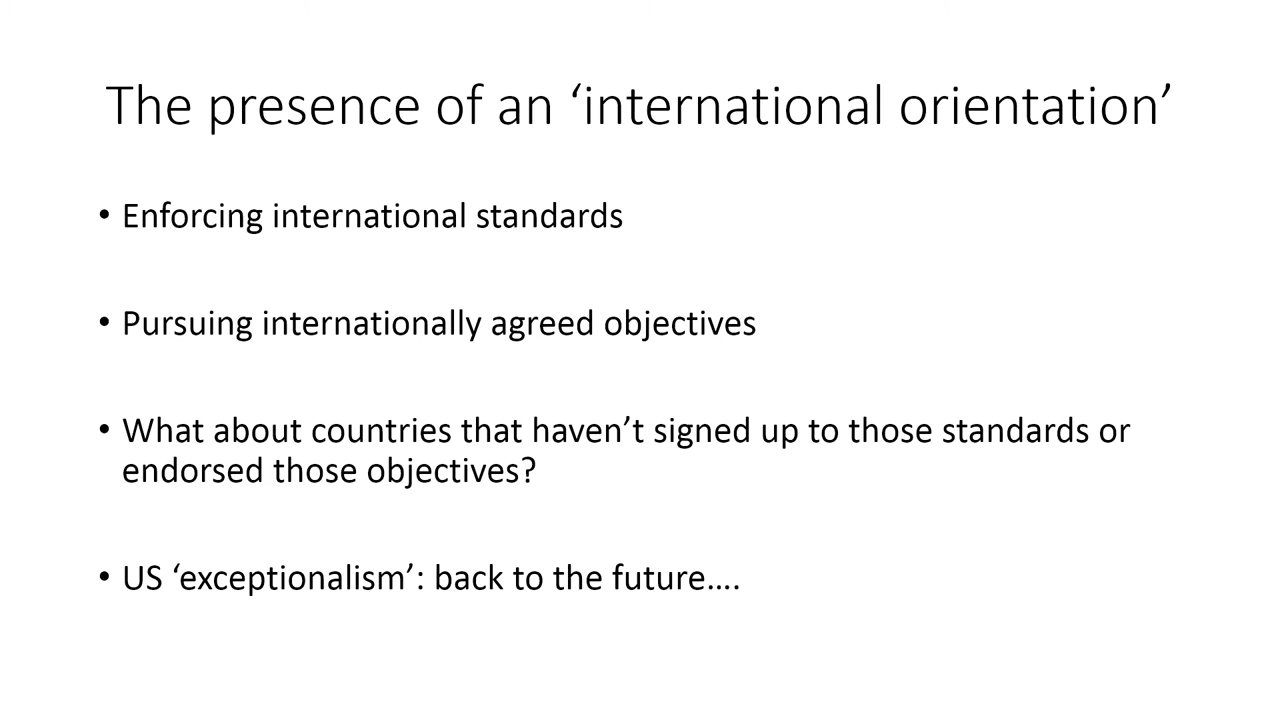 The presence of an ‘international orientation’
• Enforcing international standards
• Pursuing internationally agreed objectives
• What about countries that haven’t signed up to those standards or
endorsed those objectives?
• US ‘exceptionalism’: back to the future….